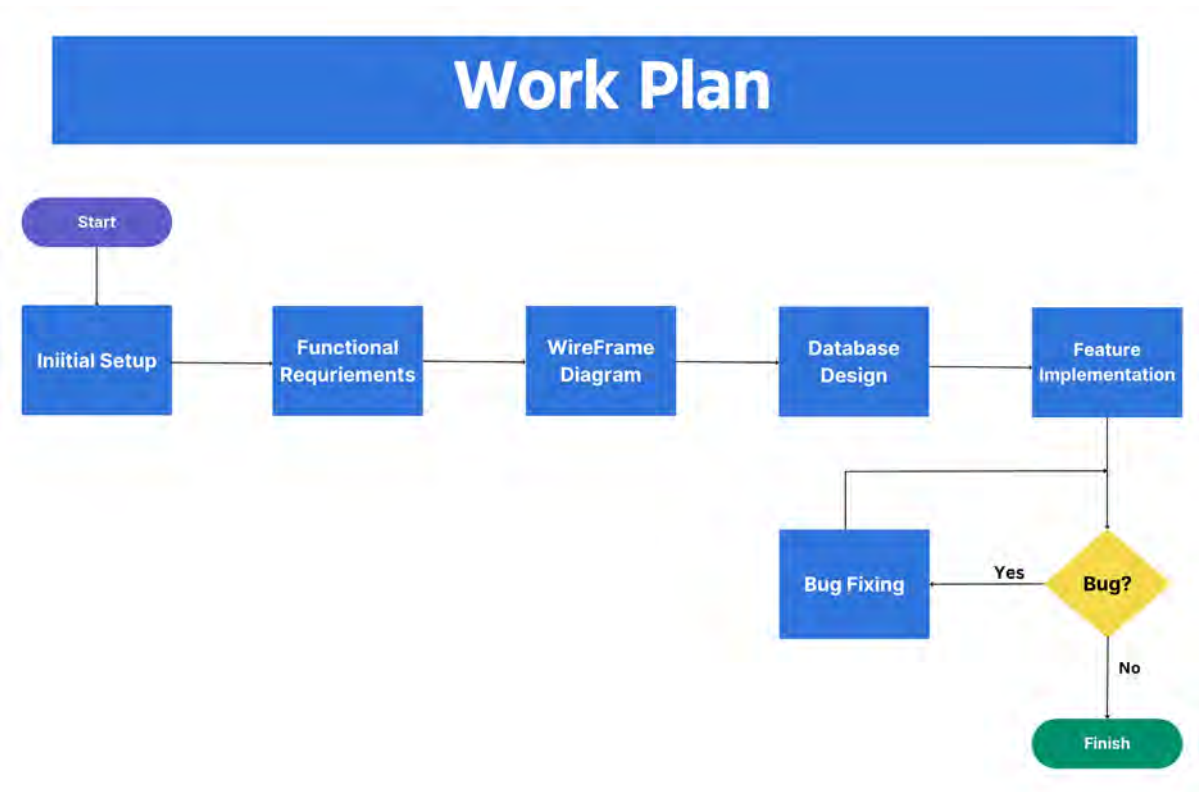 Work Plan
Start
Iniitial Setup
Functional
Requriements
WireFrame
Diagram
Database
Design
Feature
Implementation
Bug Fixing
Yes
Bug?
No
Finish